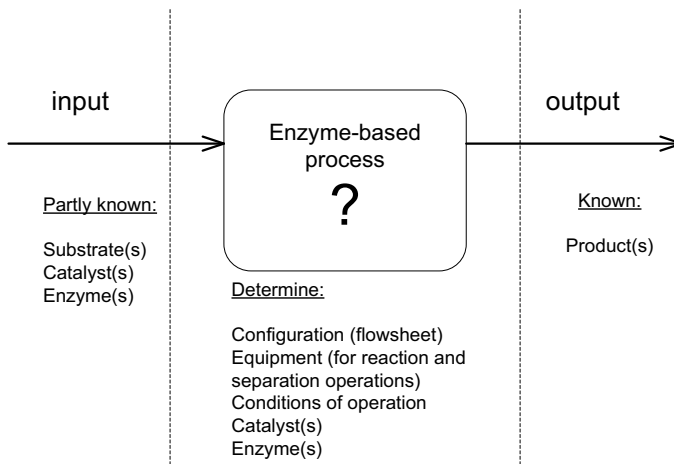 input
output
Enzyme-based
process
?
Partly known:
Substrate(s)
Catalyst(s)
Enzyme(s)
Determine:
Configuration (flowsheet)
Equipment (for reaction and
separation operations)
Conditions of operation
Catalyst(s)
Enzyme(s)
Known:
Product(s)